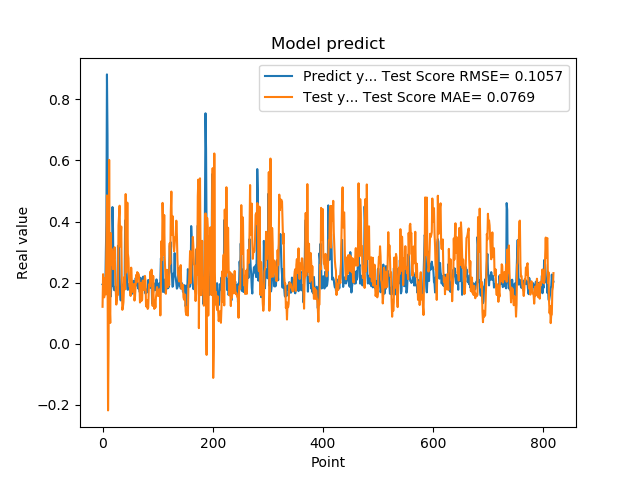 Model predict
Predict y... Test Score RMSE= 0.1057
Test y... Test Score MAE= 0.0769
Real value
0.8
0.6
0.4
0.2
0.0
−0.2
0 200 400 600 800
Point